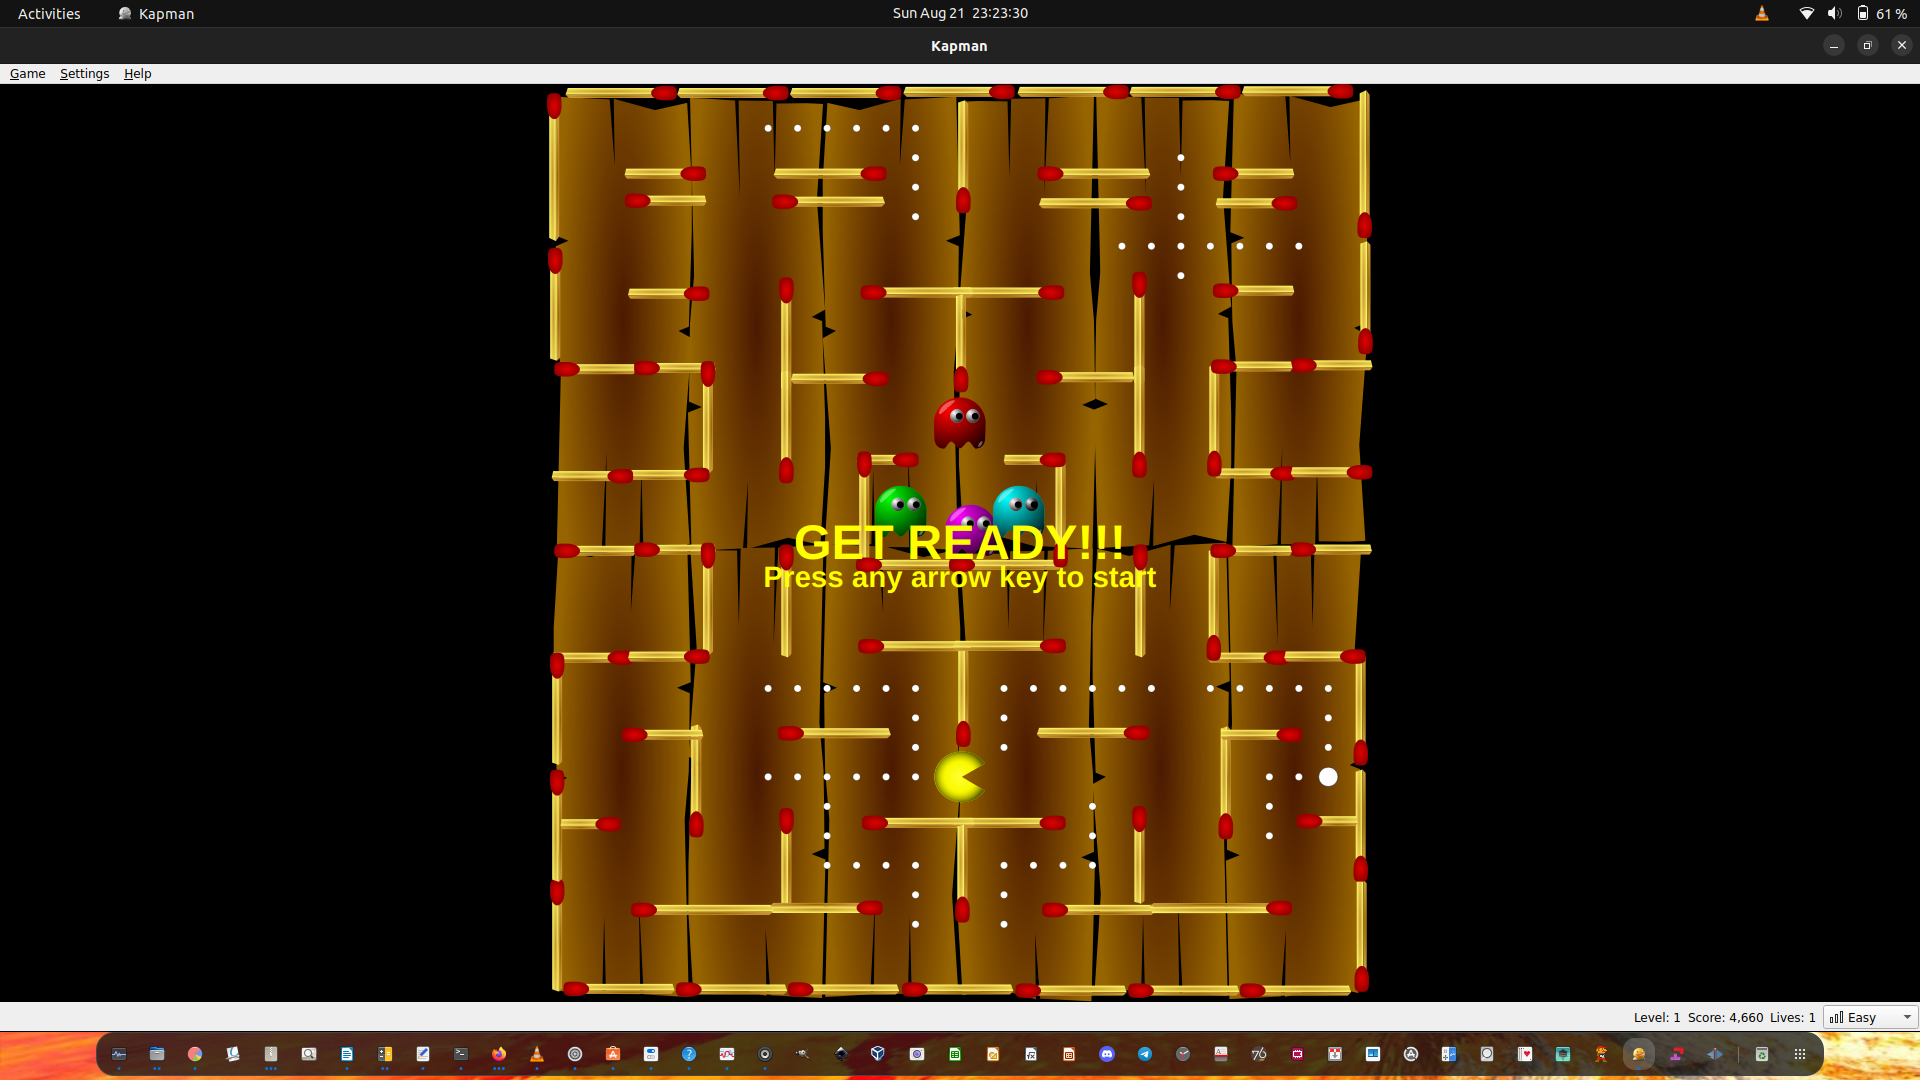 Activities Kapman Sun Aug 21 23:23:30 61 %
Kapman
Game Settings Help
GET READY!!!
Press any arrow key to start
Level: 1 Score: 4,660 Lives: 1 Easy